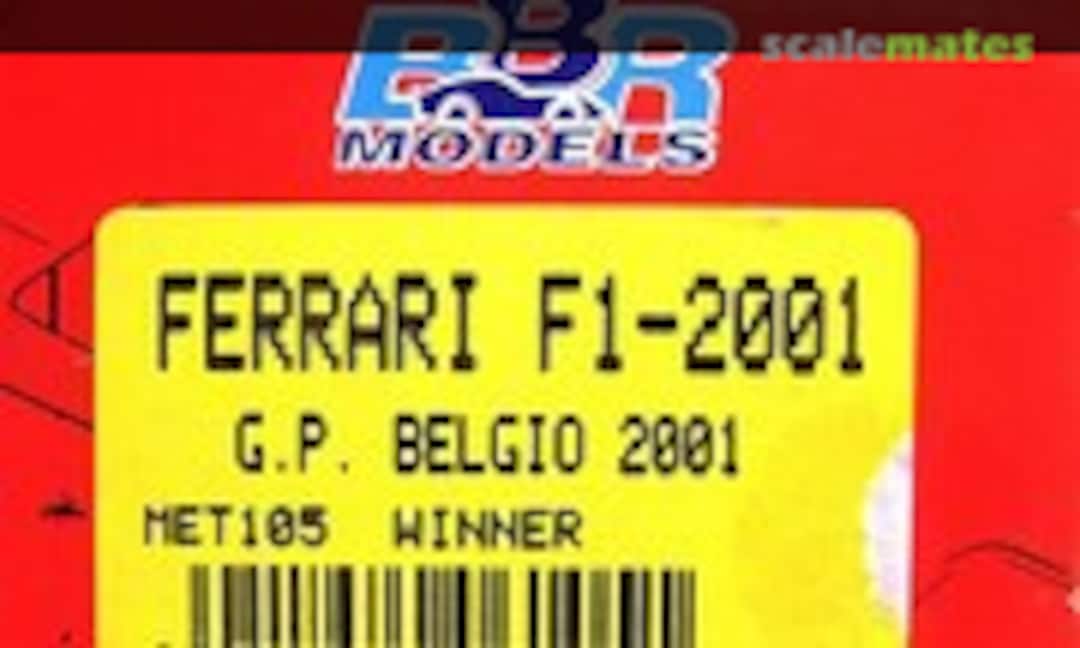 BBR
scalemates
MODELS
FERRARI F1-2001
G.P. BELGIO 2001
MET105 WINNER